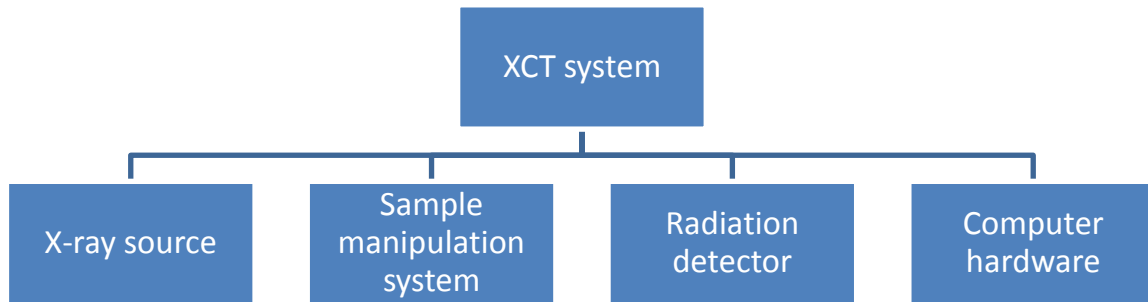 XCT system
X-ray source
Sample
manipulation
system
Radiation
detector
Computer
hardware